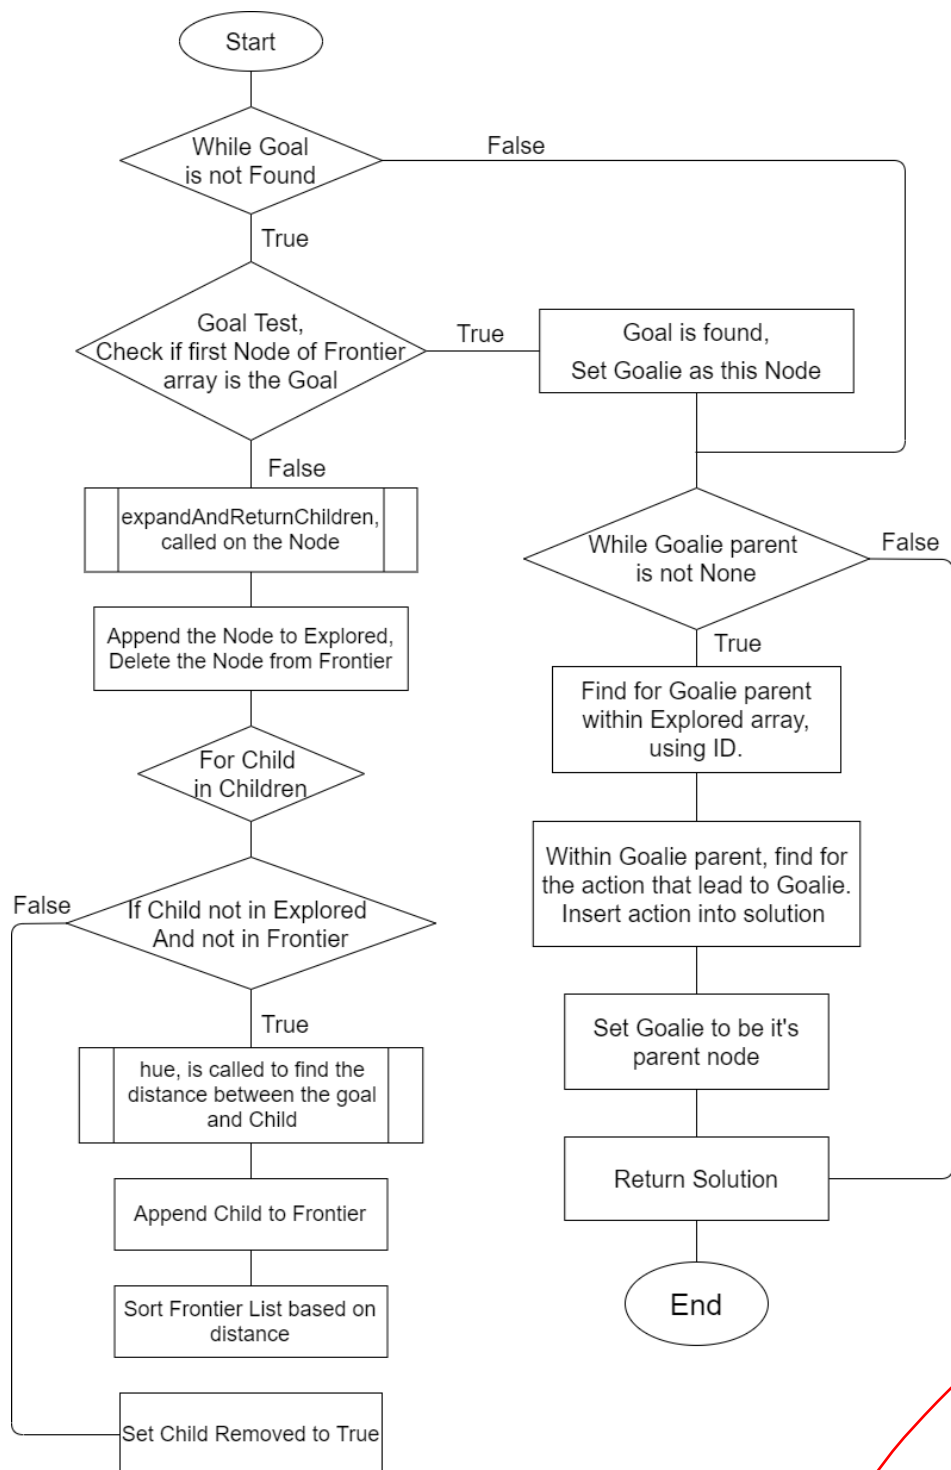 Start
While Goal
is not Found
False
True
Goal Test,
Check if first Node of Frontier
array is the Goal
True
Goal is found,
Set Goalie as this Node
False
expandAndReturnChildren,
called on the Node
Append the Node to Explored,
Delete the Node from Frontier
For Child
in Children
If Child not in Explored
And not in Frontier
False
True
hue, is called to find the
distance between the goal
and Child
Append Child to Frontier
Sort Frontier List based on
distance
Set Child Removed to True
While Goalie parent
is not None
False
True
Find for Goalie parent
within Explored array,
using ID.
Within Goalie parent, find for
the action that lead to Goalie.
Insert action into solution
Set Goalie to be it's
parent node
Return Solution
End